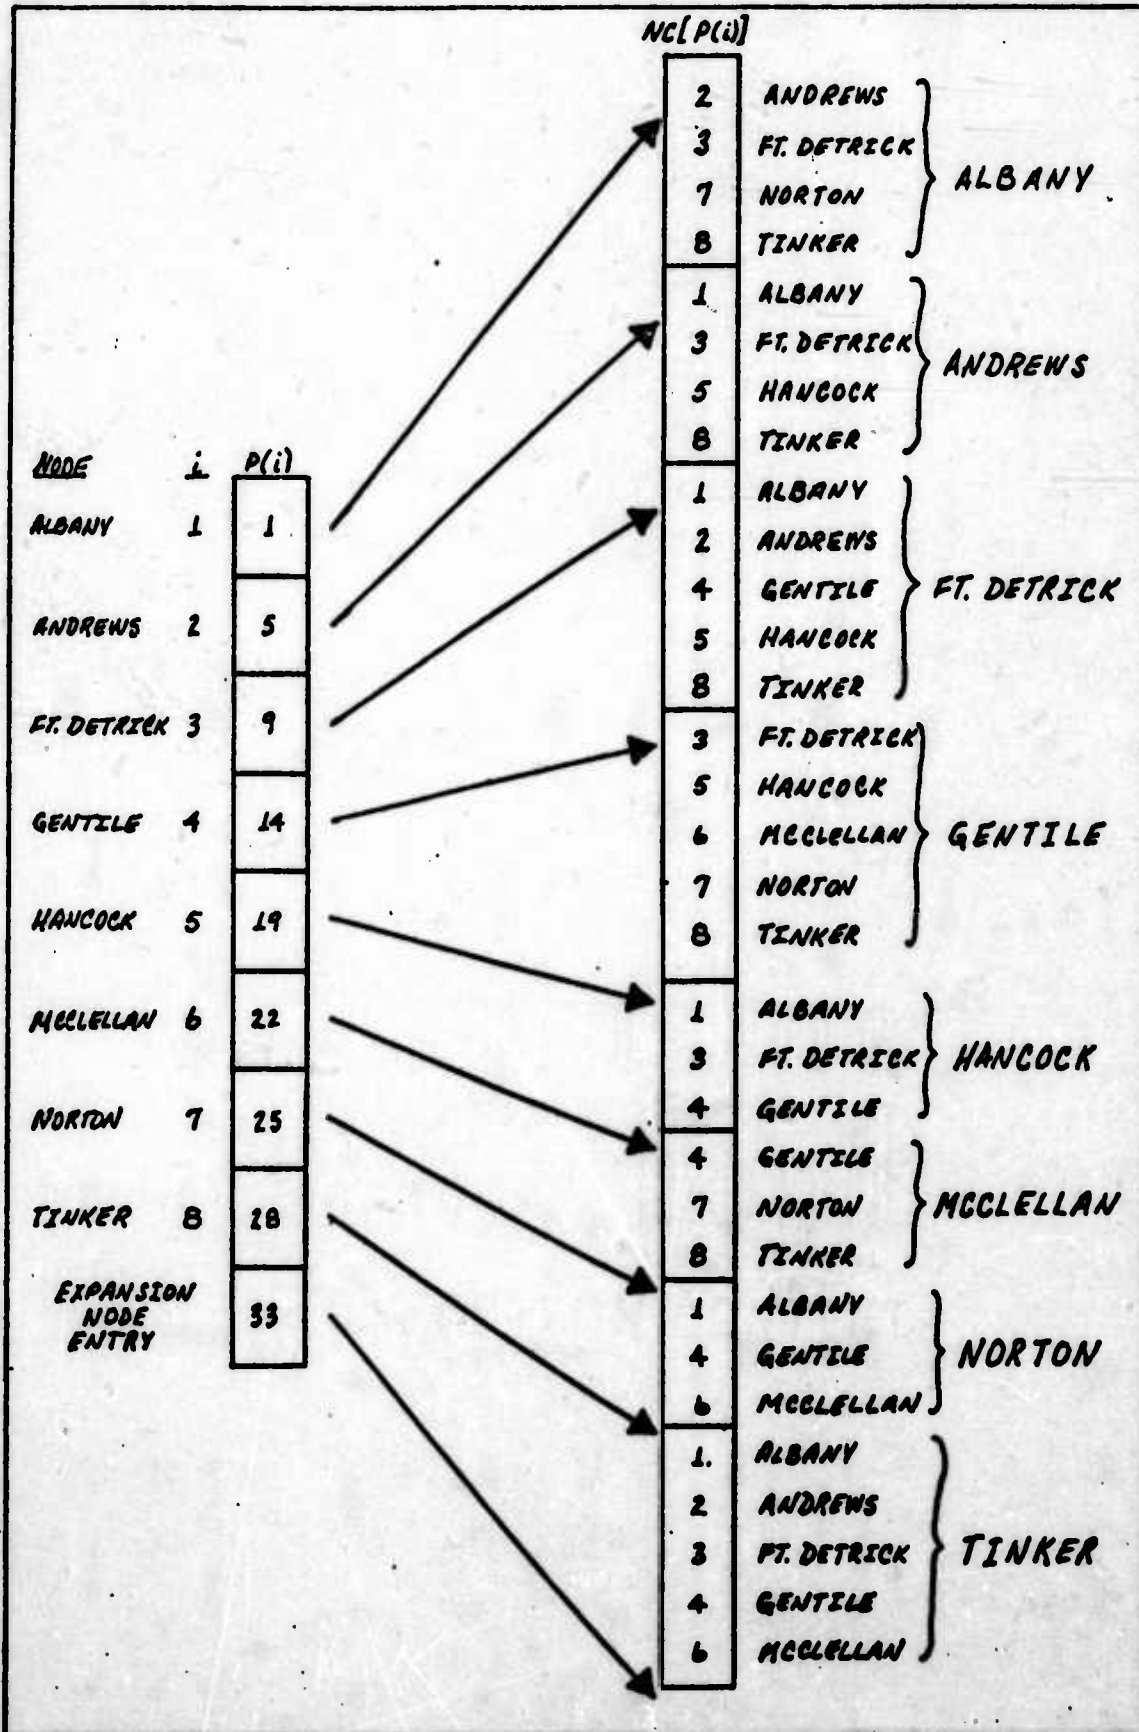 NC[P(i)]
2 ANDREWS
3 FT. DETRICK
7 NORTON
8 TINKER
ALBANY
1 ALBANY
3 FT. DETRICK
5 HANCOCK
8 TINKER
ANDREWS
1 ALBANY
2 ANDREWS
4 GENTILE
5 HANCOCK
8 TINKER
FT. DETRICK
3 FT. DETRICK
5 HANCOCK
6 MCCLELLAN
7 NORTON
8 TINKER
GENTILE
1 ALBANY
3 FT. DETRICK
4 GENTILE
HANCOCK
4 GENTILE
7 NORTON
8 TINKER
MCCLELLAN
1 ALBANY
4 GENTILE
6 MCCLELLAN
NORTON
1. ALBANY
2 ANDREWS
3 FT. DETRICK
4 GENTILE
6 MCCLELLAN
TINKER
NODE i P(i)
ALBANY 1 1
ANDREWS 2 5
FT. DETRICK 3 9
GENTILE 4 14
HANCOCK 5 19
MCCLELLAN 6 22
NORTON 7 25
TINKER 8 28
EXPANSION
NODE 33
ENTRY